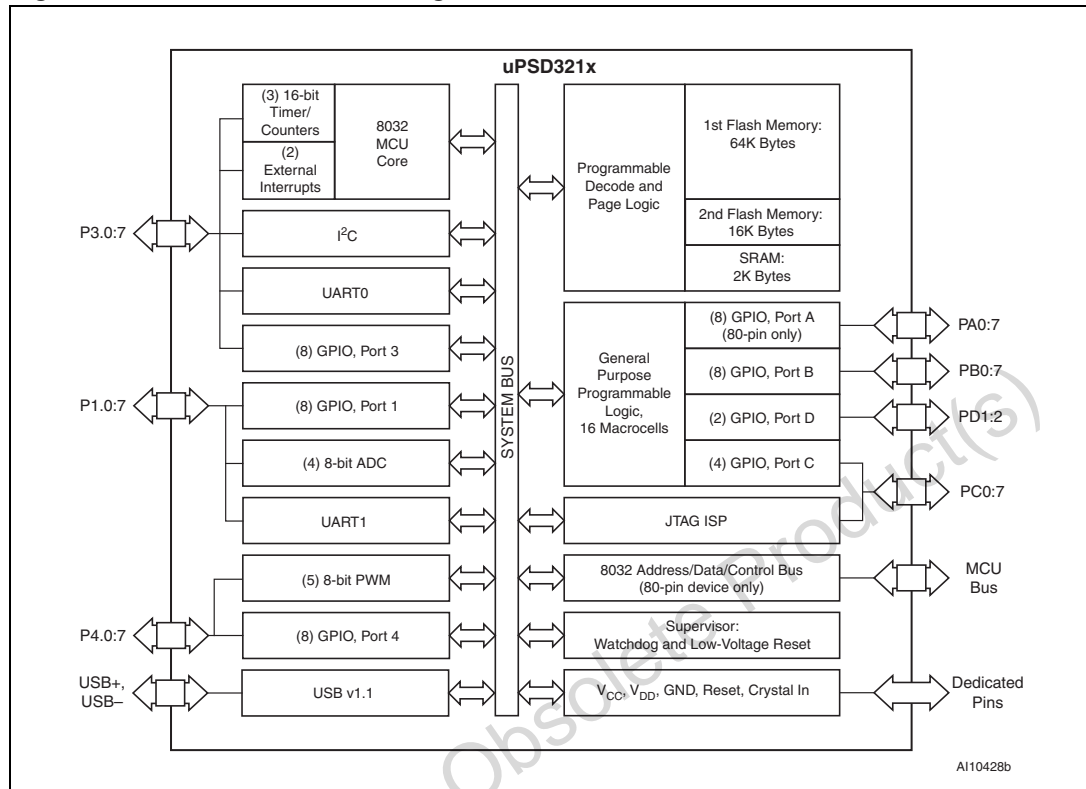 uPSD321x
(3) 16-bit
Timer/
Counters
(2)
External
Interrupts
8032
MCU
Core
I²C
UART0
(8) GPIO, Port 3
(8) GPIO, Port 1
(4) 8-bit ADC
UART1
(5) 8-bit PWM
(8) GPIO, Port 4
USB v1.1
P3.0:7
P1.0:7
P4.0:7
USB+,
USB–
SYSTEM BUS
Programmable
Decode and
Page Logic
1st Flash Memory:
64K Bytes
2nd Flash Memory:
16K Bytes
SRAM:
2K Bytes
General
Purpose
Programmable
Logic,
16 Macrocells
(8) GPIO, Port A
(80-pin only)
(8) GPIO, Port B
(2) GPIO, Port D
(4) GPIO, Port C
JTAG ISP
8032 Address/Data/Control Bus
(80-pin device only)
Supervisor:
Watchdog and Low-Voltage Reset
VCC, VDD, GND, Reset, Crystal In
PA0:7
PB0:7
PD1:2
PC0:7
MCU
Bus
Dedicated
Pins
Obsolete Product(s)
AI10428b